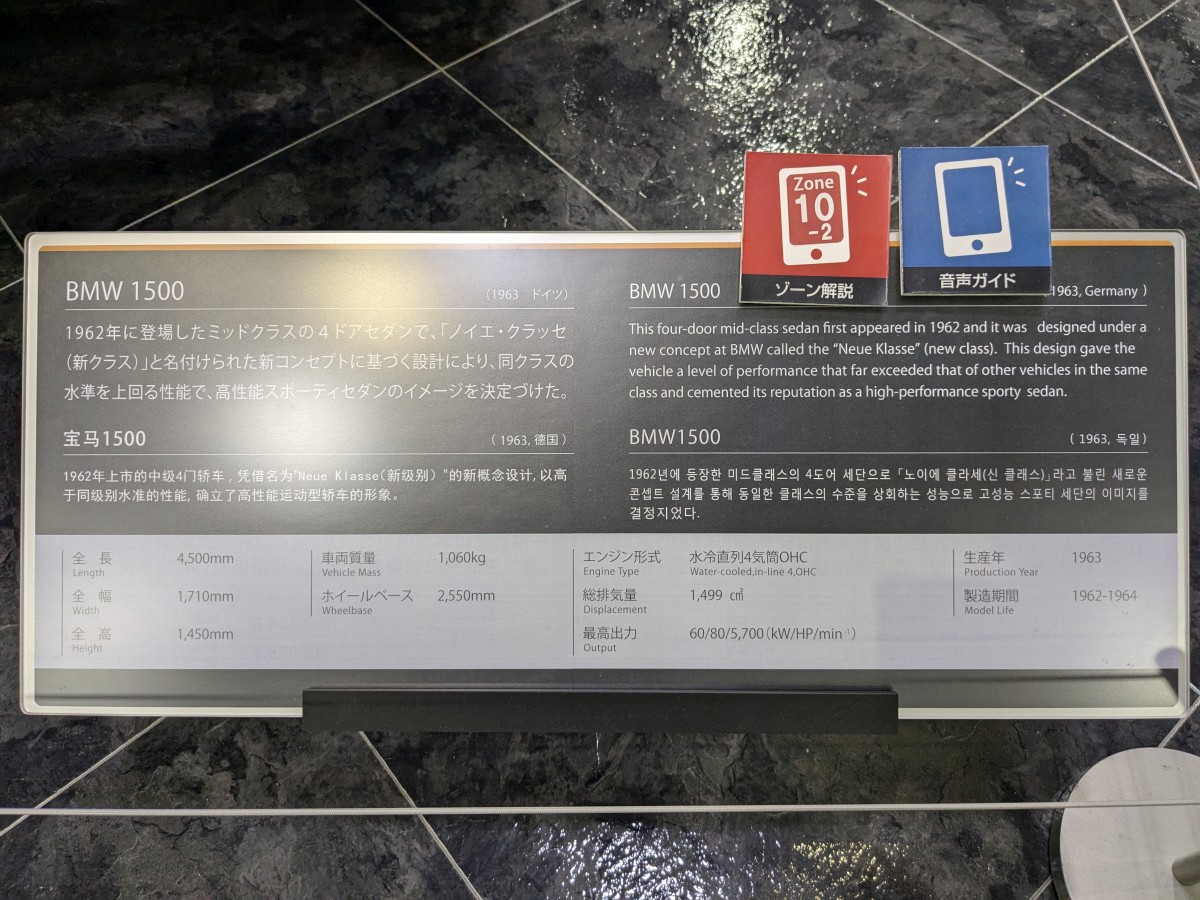 Zone
10
-2
ゾーン解説
音声ガイド
BMW 1500
（1963 ドイツ）
1962年に登場したミッドクラスの4ドアセダンで、「ノイエ・クラッセ
（新クラス）」と名付けられた新コンセプトに基づく設計により、同クラスの
水準を上回る性能で、高性能スポーティセダンのイメージを決定づけた。
BMW 1500
1963, Germany )
This four-door mid-class sedan first appeared in 1962 and it was designed under a
new concept at BMW called the “Neue Klasse” (new class). This design gave the
vehicle a level of performance that far exceeded that of other vehicles in the same
class and cemented its reputation as a high-performance sporty sedan.
宝马1500
（1963, 德国）
1962年上市的中级4门轿车，凭借名为"Neue Klasse（新级别）"的新概念设计, 以高
于同级别水准的性能, 确立了高性能运动型轿车的形象。
BMW1500
( 1963, 독일)
1962년에 등장한 미드클래스의 4도어 세단으로 「노이에 클라세(신 클래스)」라고 불린 새로운
콘셉트 설계를 통해 동일한 클래스의 수준을 상회하는 성능으로 고성능 스포티 세단의 이미지를
결정지었다.
全 長 4,500mm
Length
全 幅 1,710mm
Width
全 高 1,450mm
Height
車両質量 1,060kg
Vehicle Mass
ホイールベース 2,550mm
Wheelbase
エンジン形式 水冷直列4気筒OHC
Engine Type Water-cooled,in-line 4,OHC
総排気量 1,499 ㎤
Displacement
最高出力 60/80/5,700（kW/HP/min⁻¹）
Output
生産年 1963
Production Year
製造期間 1962-1964
Model Life